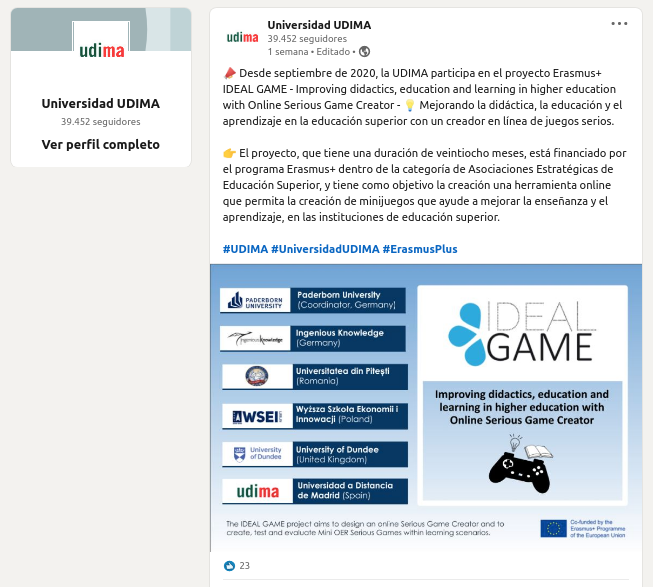 udima
Universidad UDIMA
39.452 seguidores
Ver perfil completo
udima
Universidad UDIMA
39.452 seguidores
1 semana • Editado •
📣 Desde septiembre de 2020, la UDIMA participa en el proyecto Erasmus+
IDEAL GAME - Improving didactics, education and learning in higher education
with Online Serious Game Creator - 💡 Mejorando la didáctica, la educación y el
aprendizaje en la educación superior con un creador en línea de juegos serios.
👉 El proyecto, que tiene una duración de veintiocho meses, está financiado por
el programa Erasmus+ dentro de la categoría de Asociaciones Estratégicas de
Educación Superior, y tiene como objetivo la creación una herramienta online
que permita la creación de minijuegos que ayude a mejorar la enseñanza y el
aprendizaje, en las instituciones de educación superior.
#UDIMA #UniversidadUDIMA #ErasmusPlus
PADERBORN
UNIVERSITY
Paderborn University
(Coordinator, Germany)
IngeniousKnowledge
Ingenious Knowledge
(Germany)
Universitatea din Piteşti
(Romania)
WSEI
Wyższa Szkoła Ekonomii i
Innowacji (Poland)
University
of Dundee
University of Dundee
(United Kingdom)
udima
Universidad a Distancia
de Madrid (Spain)
IDEAL
GAME
Improving didactics, education and
learning in higher education with
Online Serious Game Creator
The IDEAL GAME project aims to design an online Serious Game Creator and to
create, test and evaluate Mini OER Serious Games within learning scenarios.
Co-funded by the
Erasmus+ Programme
of the European Union
23